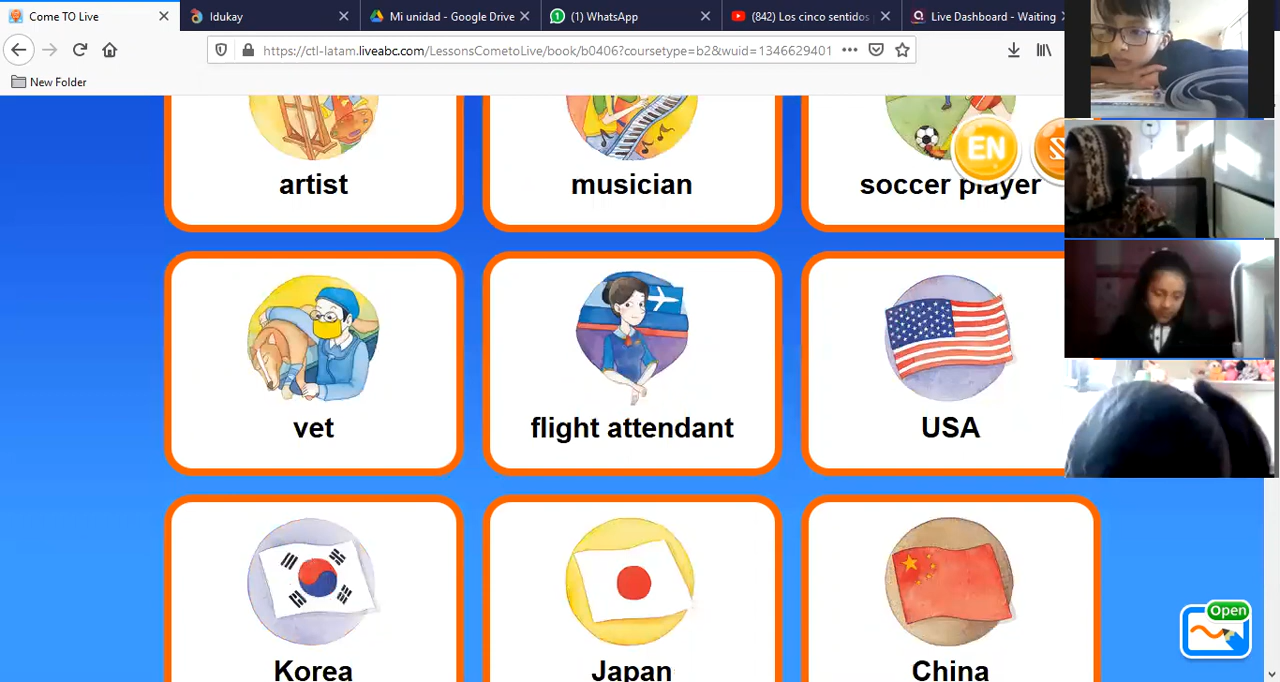 Come TO Live
Idukay
Mi unidad - Google Drive
(1) WhatsApp
(842) Los cinco sentidos
Live Dashboard - Waiting
https://ctl-latam.liveabc.com/LessonsCometoLive/book/b0406?coursetype=b2&wuid=1346629401
New Folder
EN
artist
musician
soccer player
vet
flight attendant
USA
Open
Korea
Japan
China